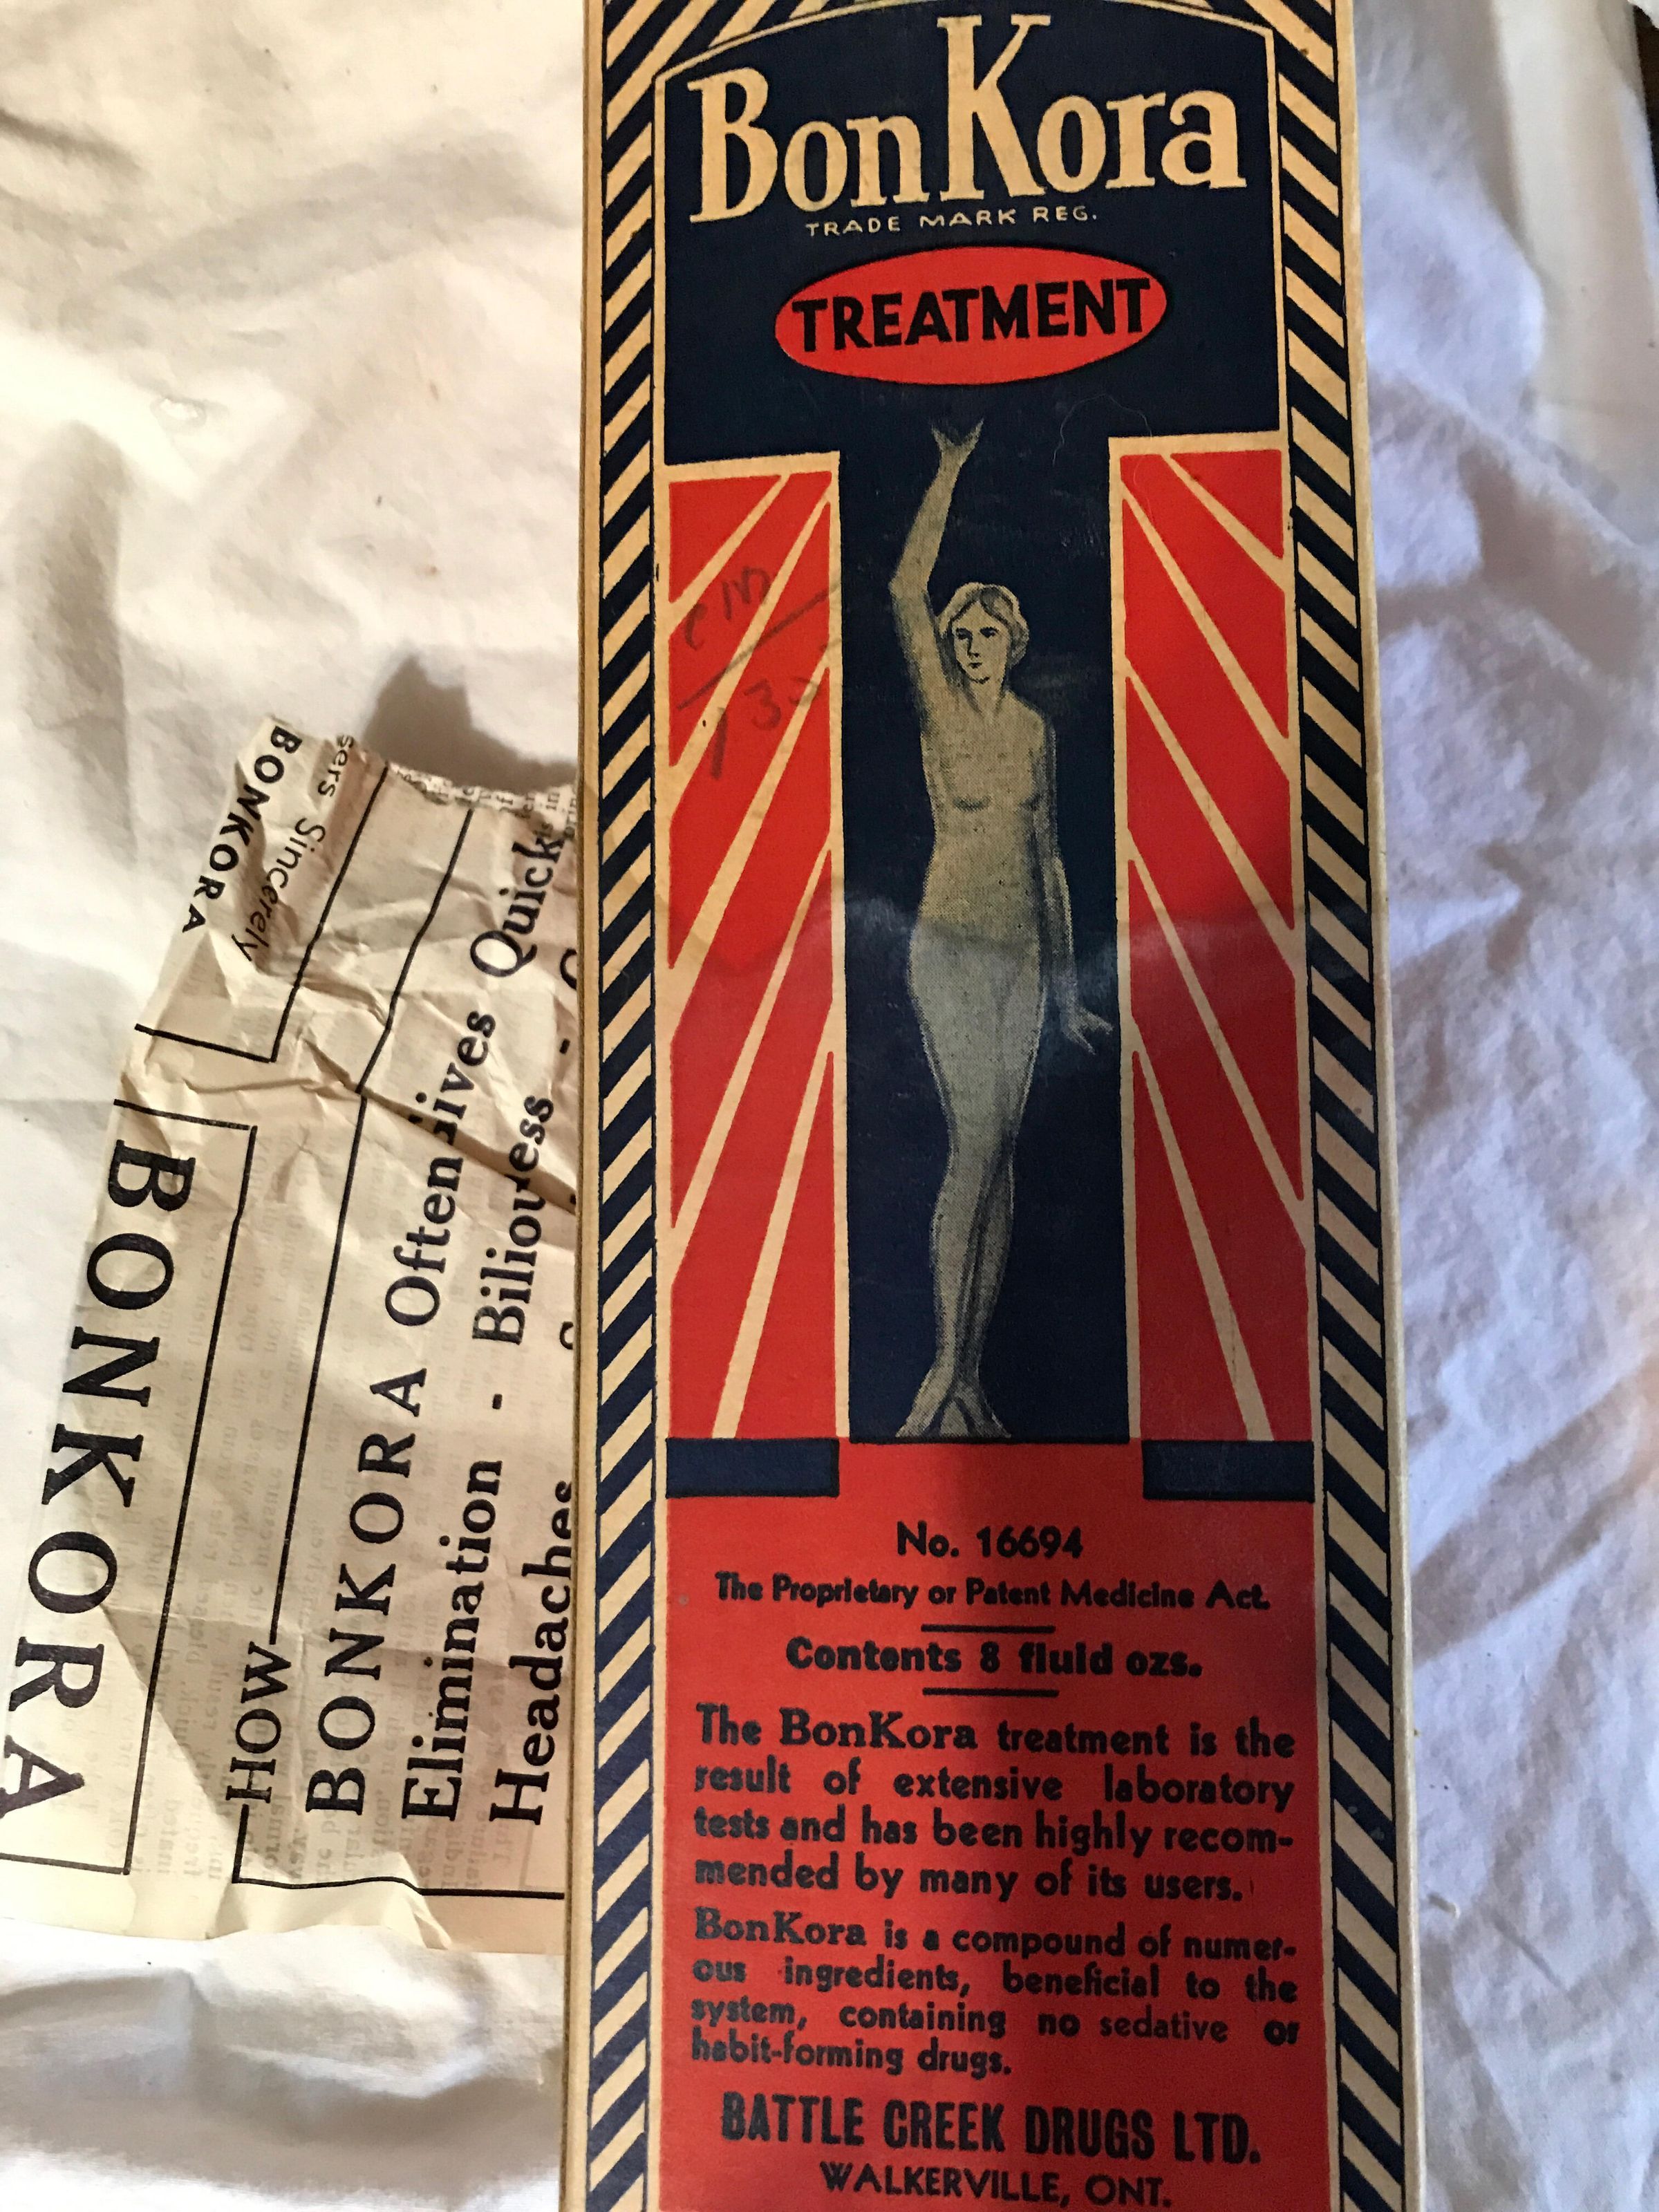 BonKora
TRADE MARK REG.
TREATMENT
No. 16694
The Proprietary or Patent Medicine Act.
Contents 8 fluid ozs.
The BonKora treatment is the
result of extensive laboratory
tests and has been highly recom-
mended by many of its users.
BonKora is a compound of numer-
ous ingredients, beneficial to the
system, containing no sedative or
habit-forming drugs.
BATTLE CREEK DRUGS LTD.
WALKERVILLE, ONT.
sers Sincerely
BONKORA
BONKORA
HOW
BONKORA Often Gives Quick
Elimination - Biliousness -
Headaches